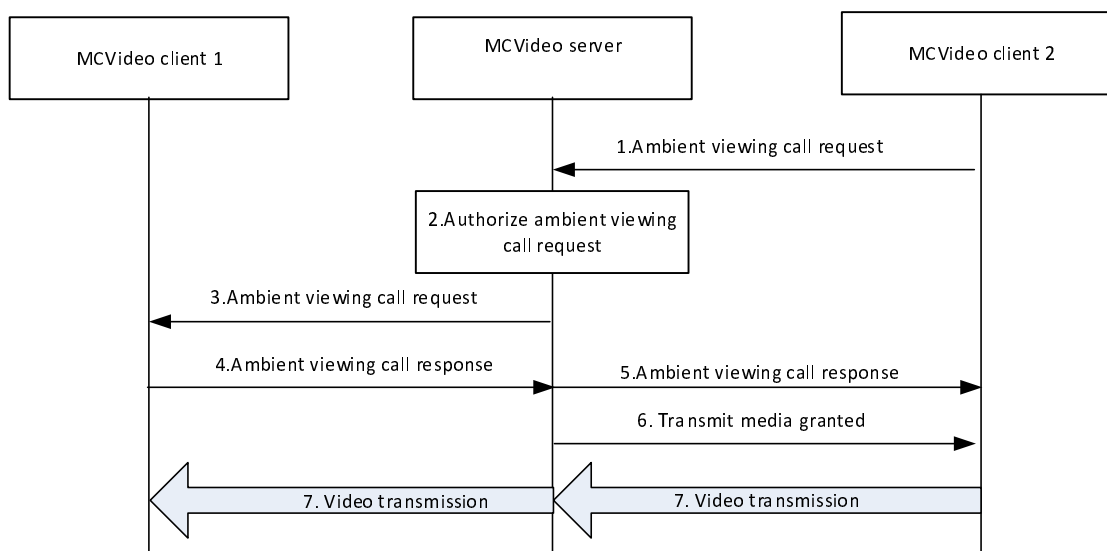 MCVideo client 1
MCVideo server
MCVideo client 2
1.Ambient viewing call request
2.Authorize ambient viewing
call request
3.Ambient viewing call request
4.Ambient viewing call response
5.Ambient viewing call response
6. Transmit media granted
7. Video transmission
7. Video transmission